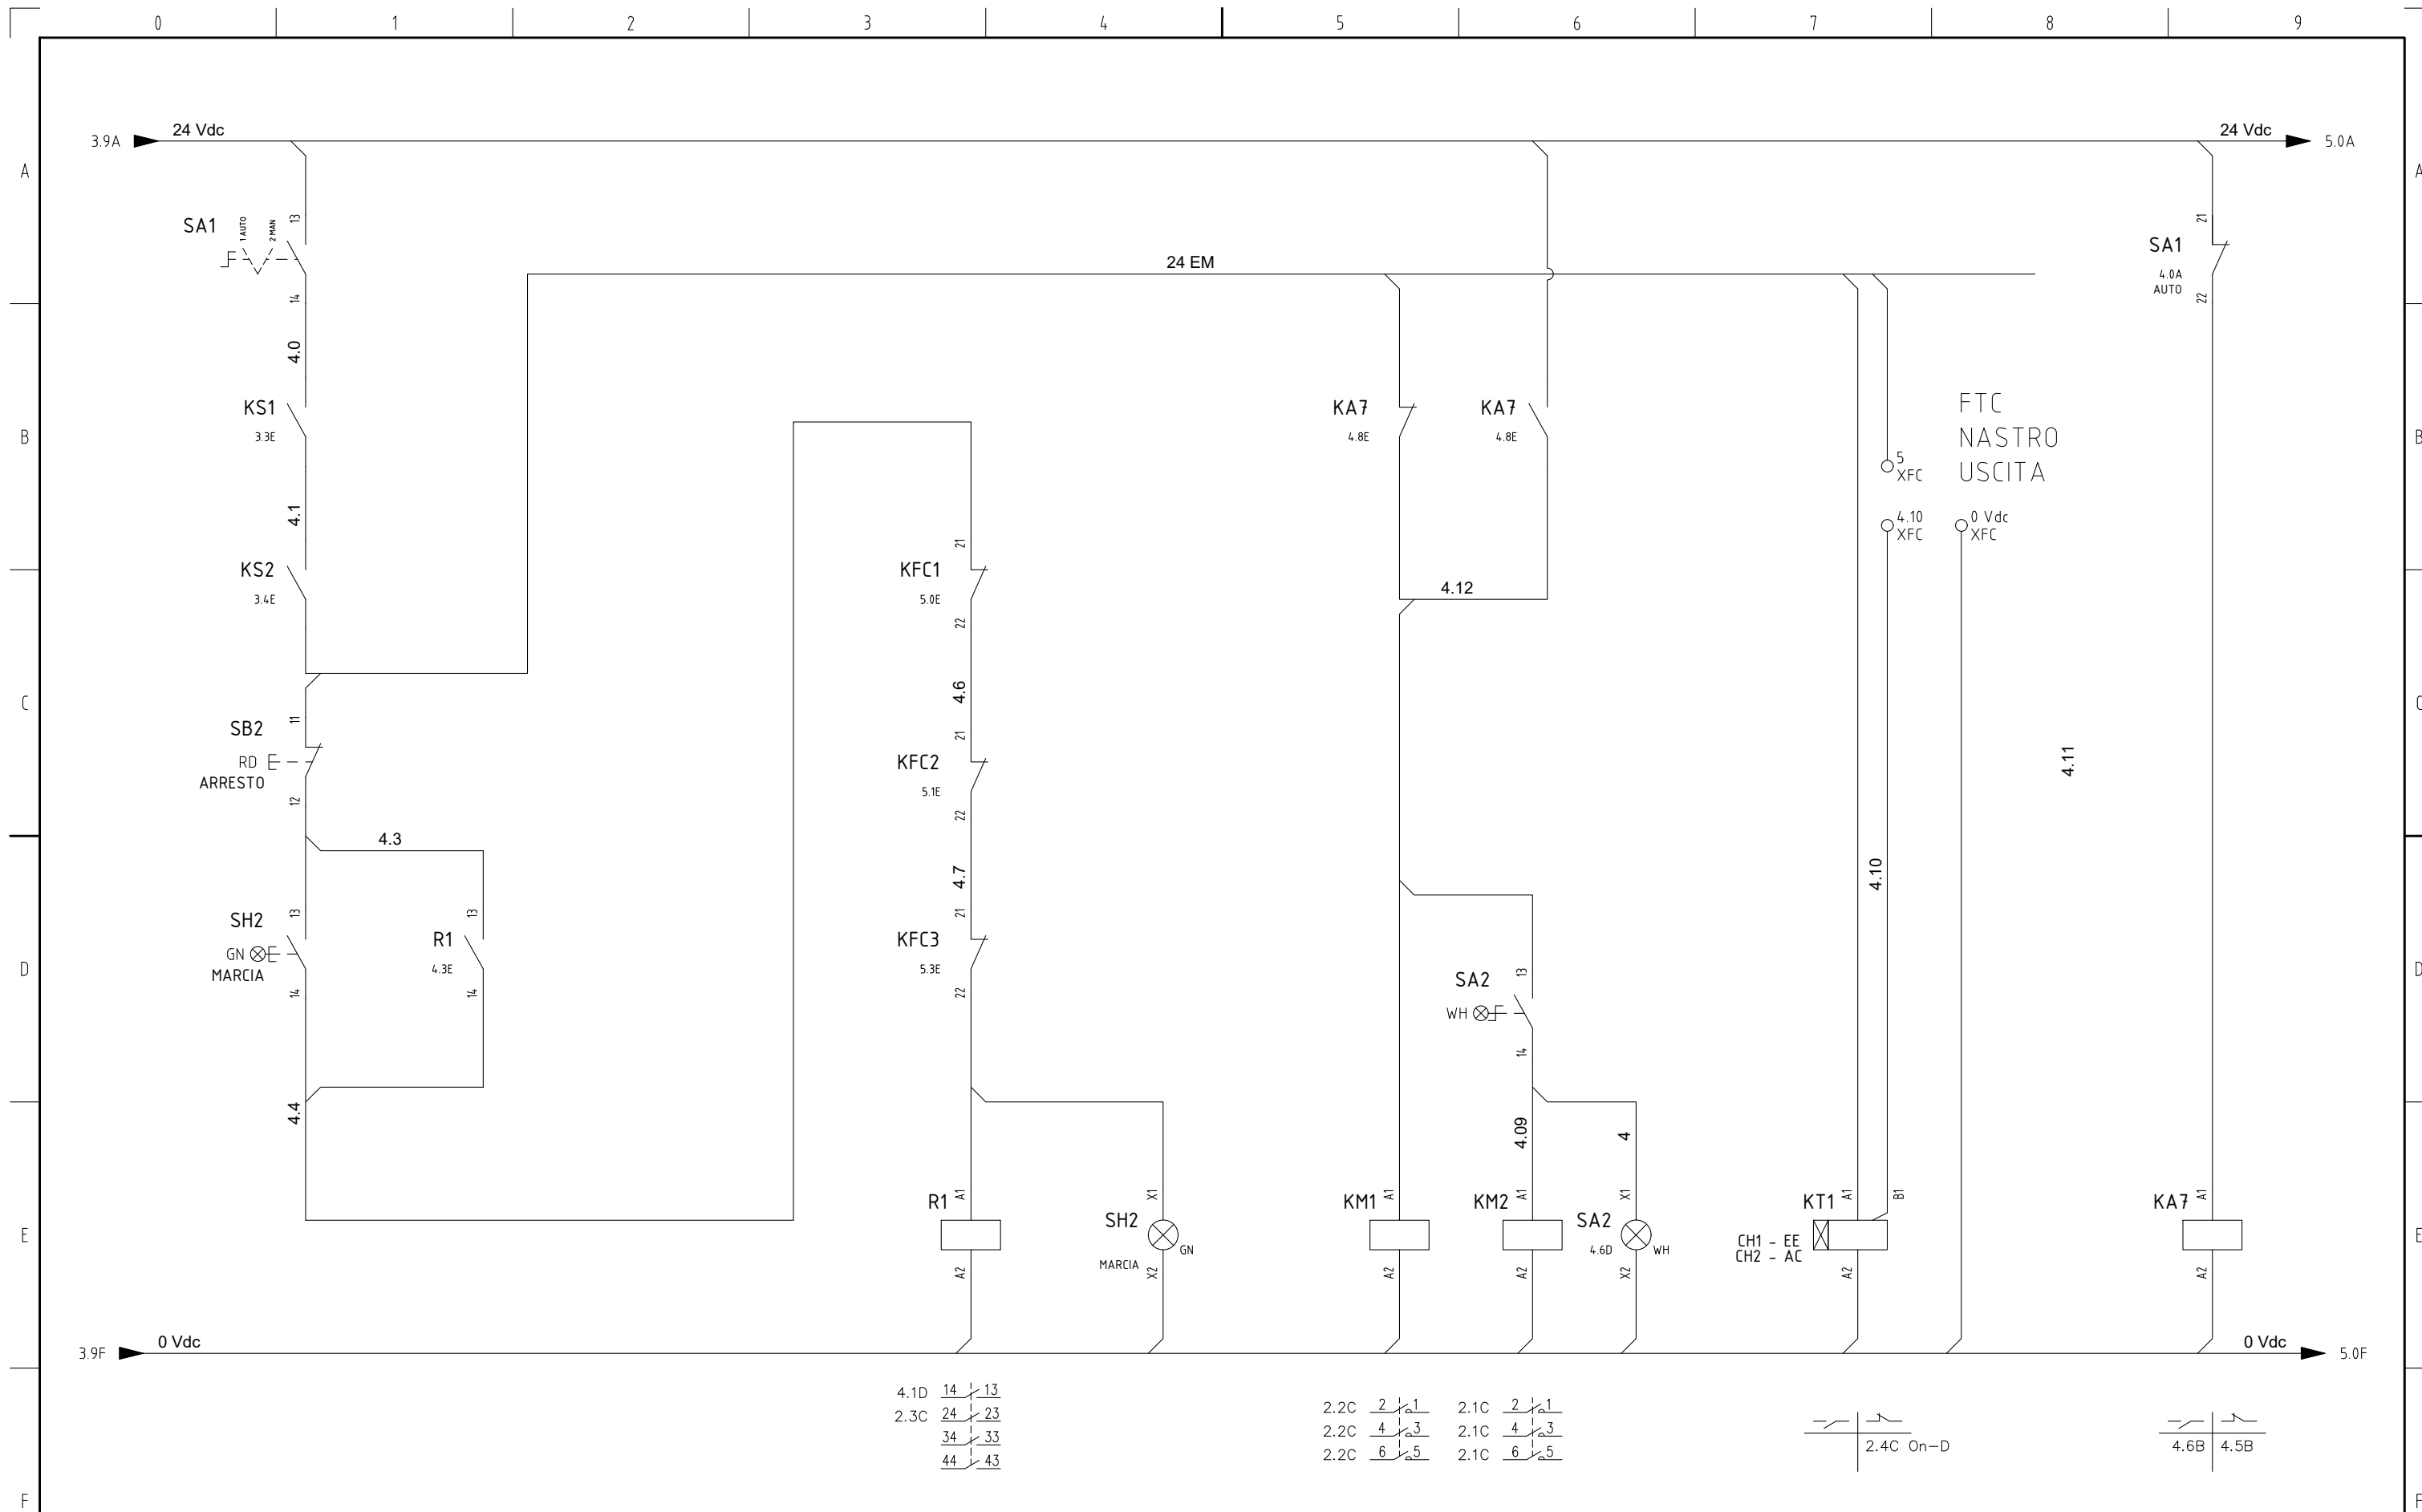 0 1 2 3 4 5 6 7 8 9
3.9A 24 Vdc 24 Vdc 5.0A
A A
SA1 1 AUTO 2 MAN 13 14
24 EM
SA1 21 22
4.0A
AUTO
4.0
KS1
3.3E
B B
KA7
4.8E
KA7
4.8E
FTC
NASTRO
USCITA
5
XFC
4.10
XFC
0 Vdc
XFC
4.1
KS2
3.4E
KFC1 21 22
5.0E
4.12
4.6
C C
SB2 11 12
RD
ARRESTO
KFC2 21 22
5.1E
4.11
4.3
4.7
4.10
SH2 13 14
GN
MARCIA
R1 13 14
4.3E
KFC3 21 22
5.3E
D D
SA2 13 14
WH
4.4
4.09
4
R1 A1 A2
SH2 X1 X2
GN
MARCIA
KM1 A1 A2
KM2 A1 A2
SA2 X1 X2
4.6D WH
KT1 A1 B1 A2
CH1 - EE
CH2 - AC
KA7 A1 A2
E E
3.9F 0 Vdc 0 Vdc 5.0F
4.1D 14 13
2.3C 24 23
34 33
44 43
2.2C 2 1
2.2C 4 3
2.2C 6 5
2.1C 2 1
2.1C 4 3
2.1C 6 5
2.4C On-D
4.6B 4.5B
F F